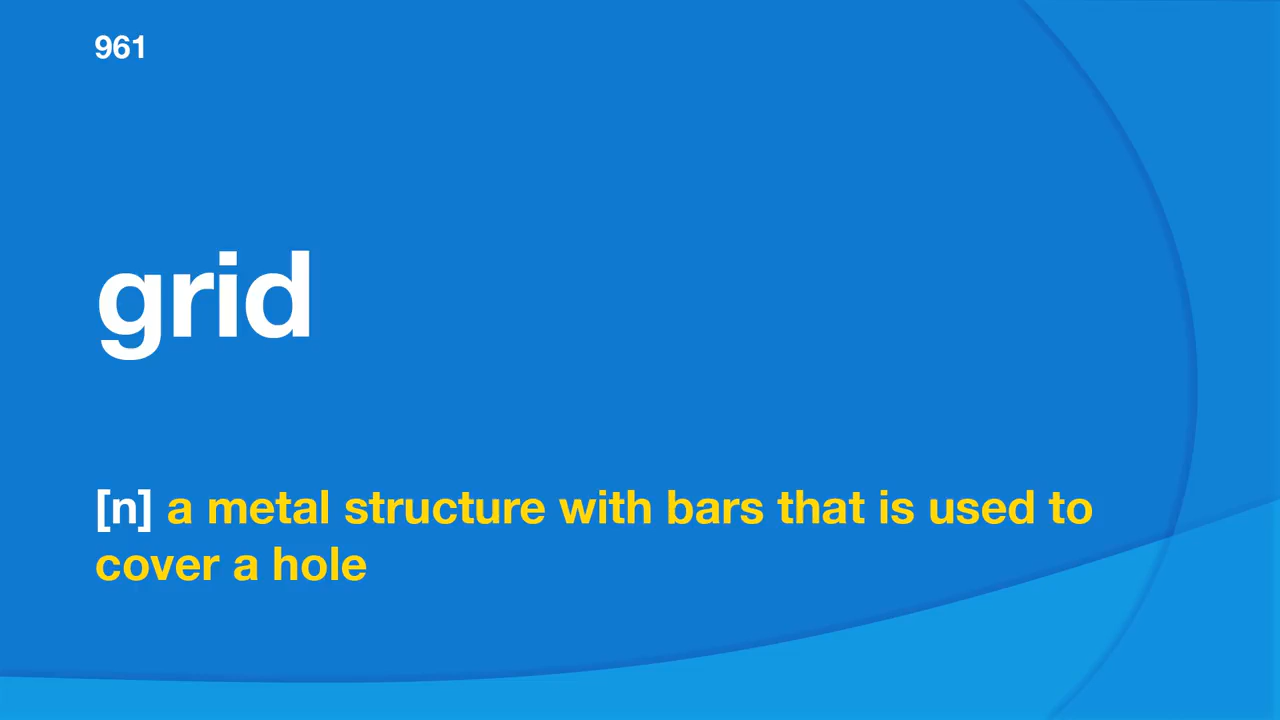 961
grid
[n] a metal structure with bars that is used to
cover a hole